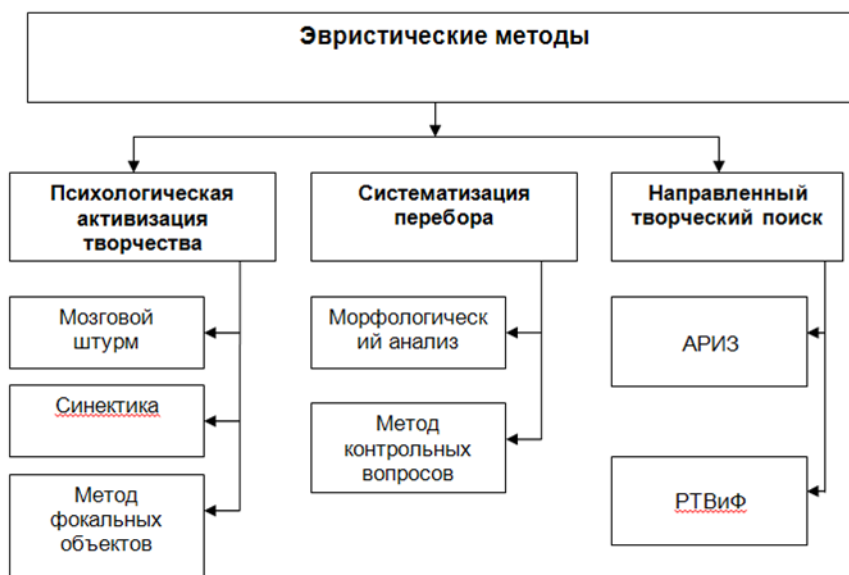 Эвристические методы
Психологическая
активизация
творчества
Систематизация
перебора
Направленный
творческий поиск
Мозговой
штурм
Морфологическ
ий анализ
АРИЗ
Синектика
Метод
контрольных
вопросов
Метод
фокальных
объектов
РТВиФ